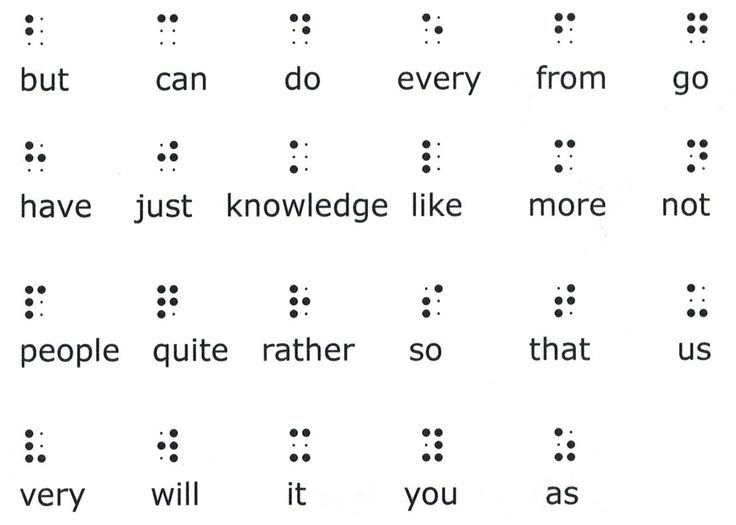 ⠃ ⠉ ⠙ ⠑ ⠋ ⠛
but can do every from go
⠓ ⠚ ⠅ ⠇ ⠍ ⠝
have just knowledge like more not
⠏ ⠟ ⠗ ⠎ ⠞ ⠥
people quite rather so that us
⠧ ⠺ ⠭ ⠽ ⠵
very will it you as